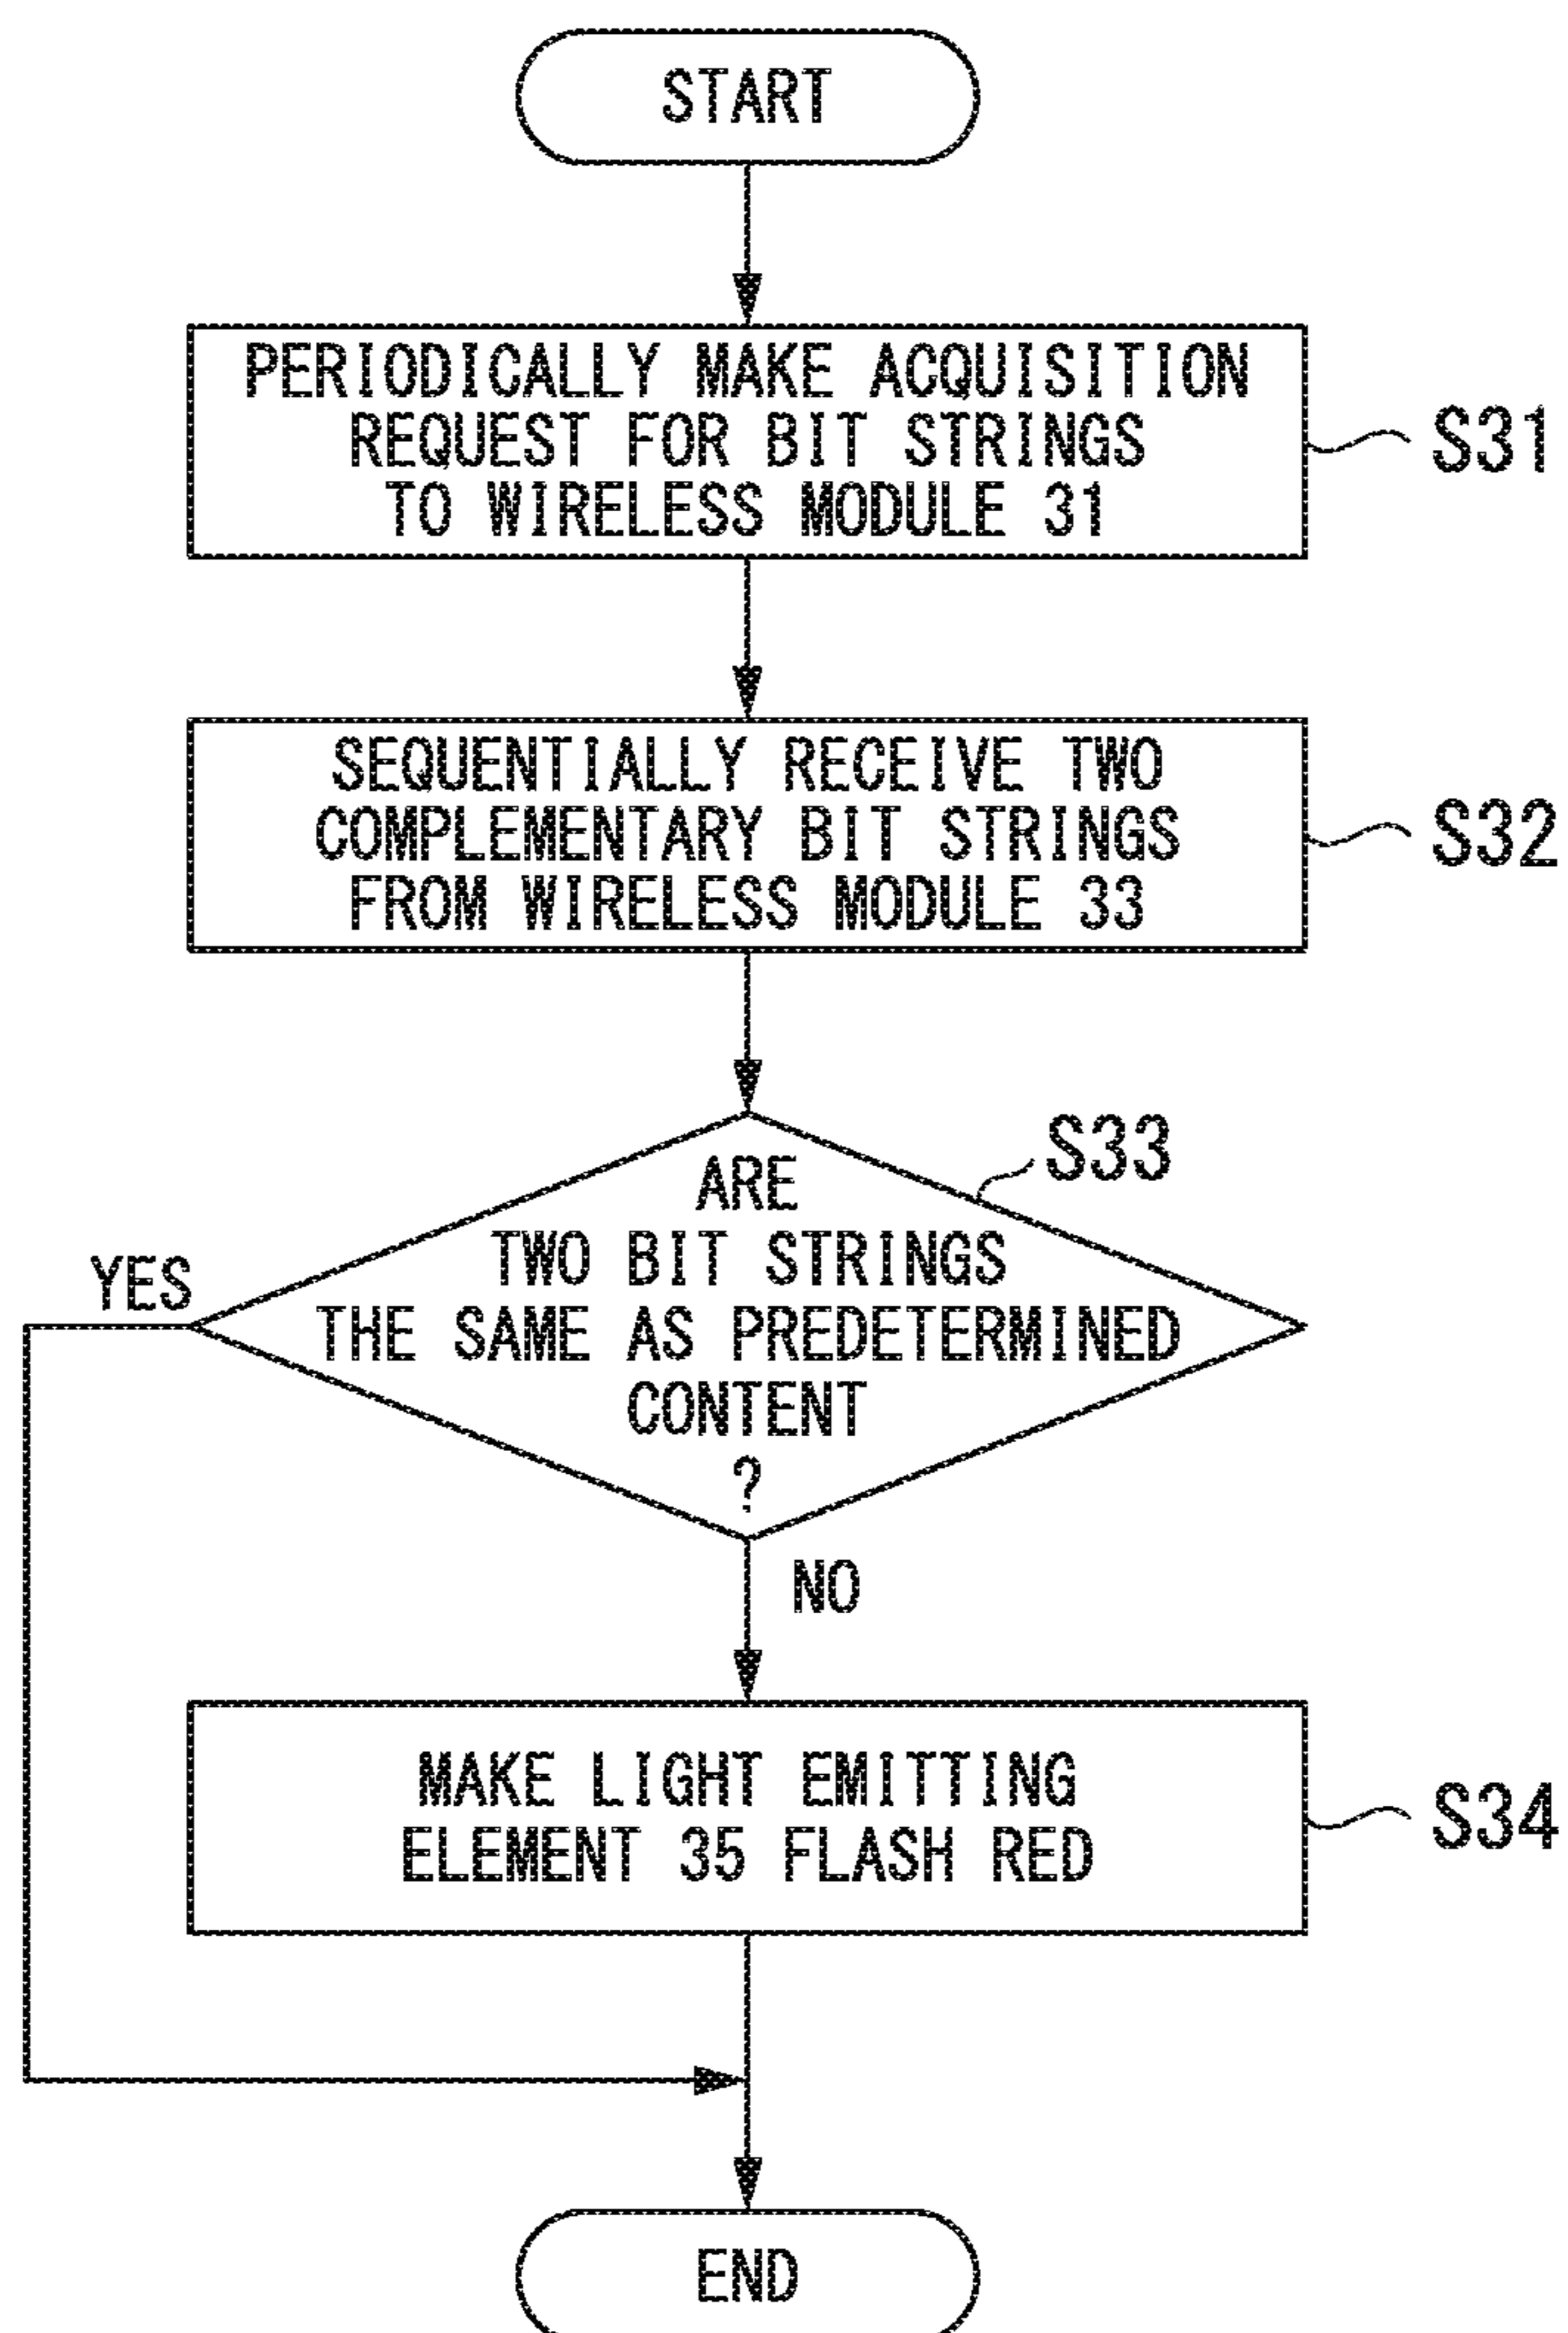 START
PERIODICALLY MAKE ACQUISITION
REQUEST FOR BIT STRINGS
TO WIRELESS MODULE 31
S31
SEQUENTIALLY RECEIVE TWO
COMPLEMENTARY BIT STRINGS
FROM WIRELESS MODULE 33
S32
S33
ARE
TWO BIT STRINGS
THE SAME AS PREDETERMINED
CONTENT
?
YES
NO
MAKE LIGHT EMITTING
ELEMENT 35 FLASH RED
S34
END